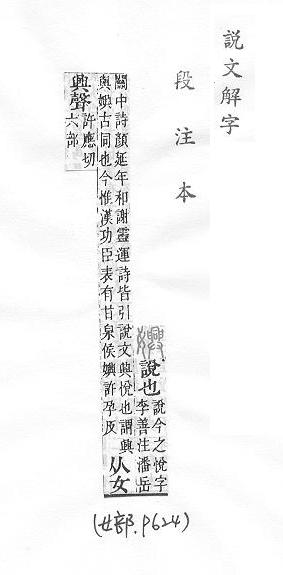 說文解字
段注本
嬹說也說今之悅字
李善注潘岳
關中詩顏延年和謝靈運詩皆引說文興悅也謂興
與嬹古同也今惟漢功臣表有甘泉侯嬹許孕反
从女
興聲許應切
六部
(女部.P624)